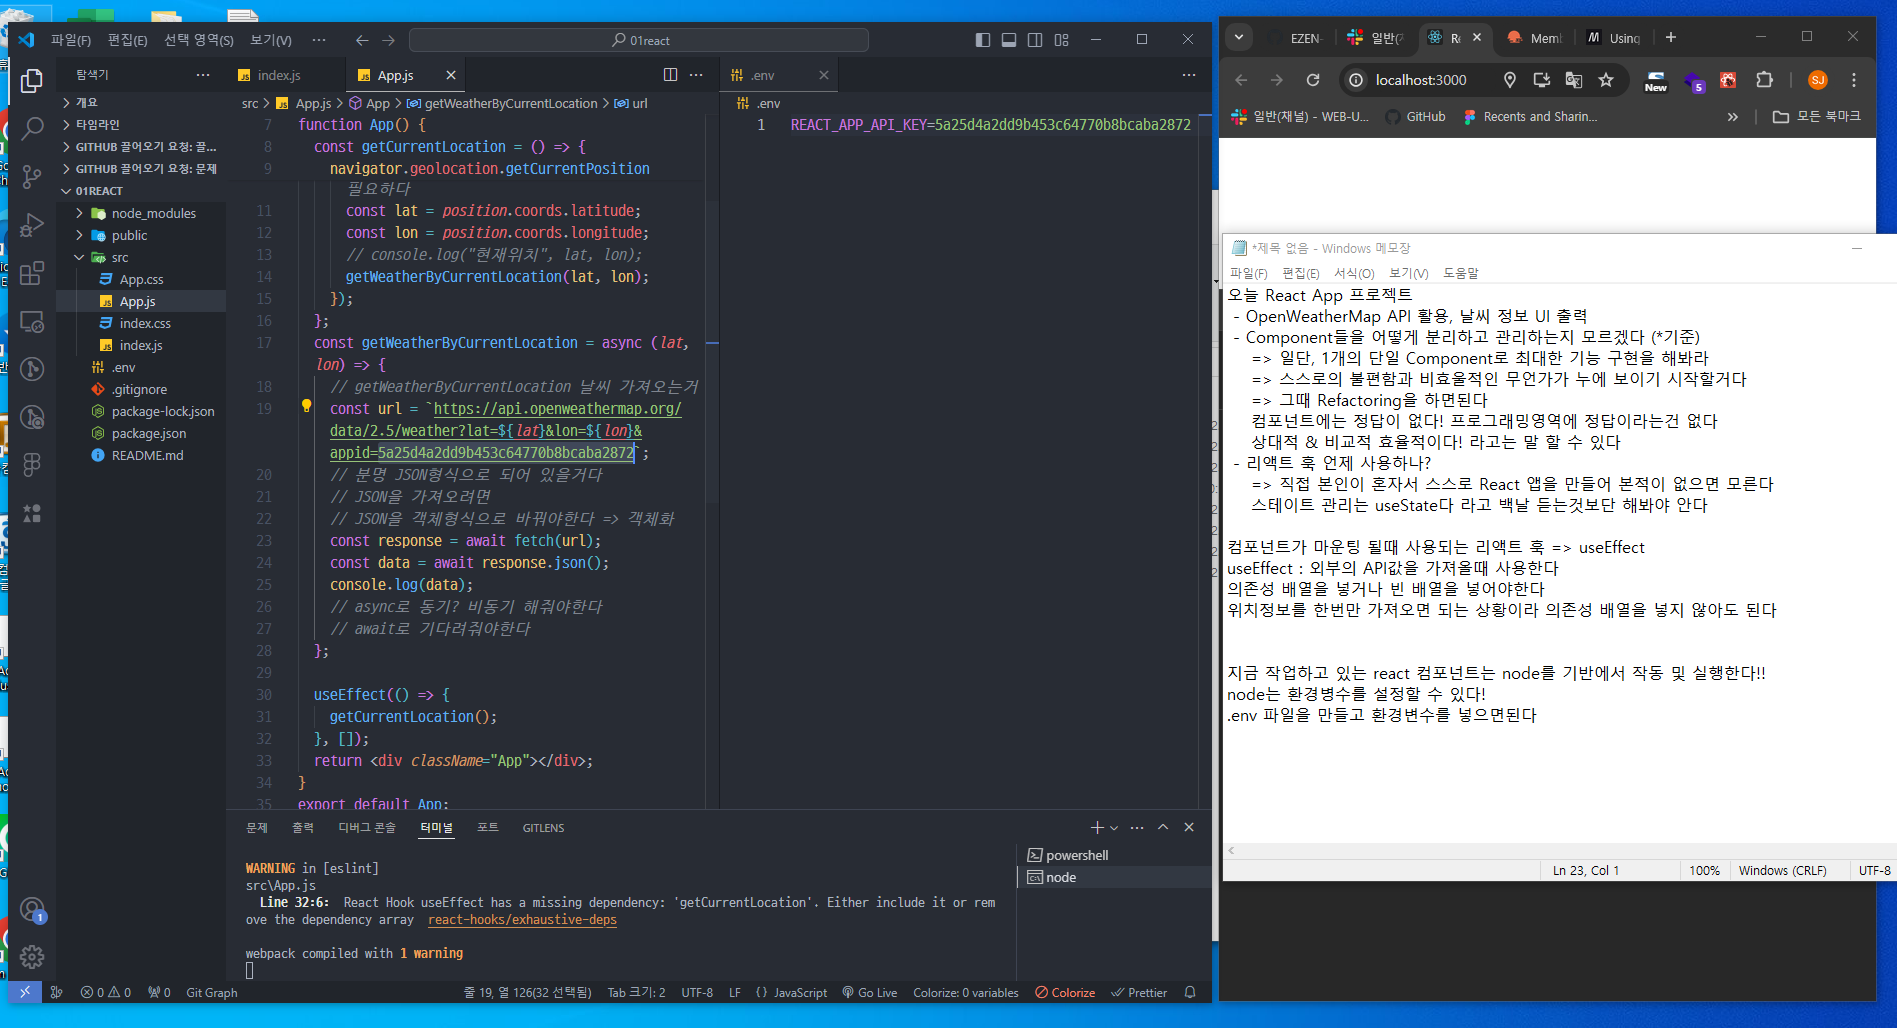 파일(F) 편집(E) 선택 영역(S) 보기(V) ··· 01react
탐색기 ···
개요
타임라인
GITHUB 끌어오기 요청: 끌...
GITHUB 끌어오기 요청: 문제
01REACT
node_modules
public
src
App.css
App.js
index.css
index.js
.env
.gitignore
package-lock.json
package.json
README.md
index.js App.js
src > App.js > App > getWeatherByCurrentLocation > url
7 function App() {
8 const getCurrentLocation = () => {
9 navigator.geolocation.getCurrentPosition
필요하다
11 const lat = position.coords.latitude;
12 const lon = position.coords.longitude;
13 // console.log("현재위치", lat, lon);
14 getWeatherByCurrentLocation(lat, lon);
15 });
16 };
17 const getWeatherByCurrentLocation = async (lat,
lon) => {
18 // getWeatherByCurrentLocation 날씨 가져오는거
19 const url = `https://api.openweathermap.org/
data/2.5/weather?lat=${lat}&lon=${lon}&
appid=5a25d4a2dd9b453c64770b8bcaba2872`;
20 // 분명 JSON형식으로 되어 있을거다
21 // JSON을 가져오려면
22 // JSON을 객체형식으로 바꿔야한다 => 객체화
23 const response = await fetch(url);
24 const data = await response.json();
25 console.log(data);
26 // async로 동기? 비동기 해줘야한다
27 // await로 기다려줘야한다
28 };
29
30 useEffect(() => {
31 getCurrentLocation();
32 }, []);
33 return <div className="App"></div>;
34 }
35 export default App;
.env
.env
1 REACT_APP_API_KEY=5a25d4a2dd9b453c64770b8bcaba2872
문제 출력 디버그 콘솔 터미널 포트 GITLENS
WARNING in [eslint]
src\App.js
Line 32:6: React Hook useEffect has a missing dependency: 'getCurrentLocation'. Either include it or rem
ove the dependency array react-hooks/exhaustive-deps
webpack compiled with 1 warning
powershell
node
1
0 0 0 Git Graph 줄 19, 열 126(32 선택됨) Tab 크기: 2 UTF-8 LF {} JavaScript Go Live Colorize: 0 variables Colorize Prettier
EZEN- 일반(ㅈ Re Memb Using
localhost:3000 New 5 SJ
일반(채널) - WEB-U... GitHub Recents and Sharin... » 모든 북마크
*제목 없음 - Windows 메모장
파일(F) 편집(E) 서식(O) 보기(V) 도움말
오늘 React App 프로젝트
- OpenWeatherMap API 활용, 날씨 정보 UI 출력
- Component들을 어떻게 분리하고 관리하는지 모르겠다 (*기준)
=> 일단, 1개의 단일 Component로 최대한 기능 구현을 해봐라
=> 스스로의 불편함과 비효율적인 무언가가 누에 보이기 시작할거다
=> 그때 Refactoring을 하면된다
컴포넌트에는 정답이 없다! 프로그래밍영역에 정답이라는건 없다
상대적 & 비교적 효율적이다! 라고는 말 할 수 있다
- 리액트 훅 언제 사용하나?
=> 직접 본인이 혼자서 스스로 React 앱을 만들어 본적이 없으면 모른다
스테이트 관리는 useState다 라고 백날 듣는것보단 해봐야 안다
컴포넌트가 마운팅 될때 사용되는 리액트 훅 => useEffect
useEffect : 외부의 API값을 가져올때 사용한다
의존성 배열을 넣거나 빈 배열을 넣어야한다
위치정보를 한번만 가져오면 되는 상황이라 의존성 배열을 넣지 않아도 된다
지금 작업하고 있는 react 컴포넌트는 node를 기반에서 작동 및 실행한다!!
node는 환경병수를 설정할 수 있다!
.env 파일을 만들고 환경변수를 넣으면된다
Ln 23, Col 1 100% Windows (CRLF) UTF-8